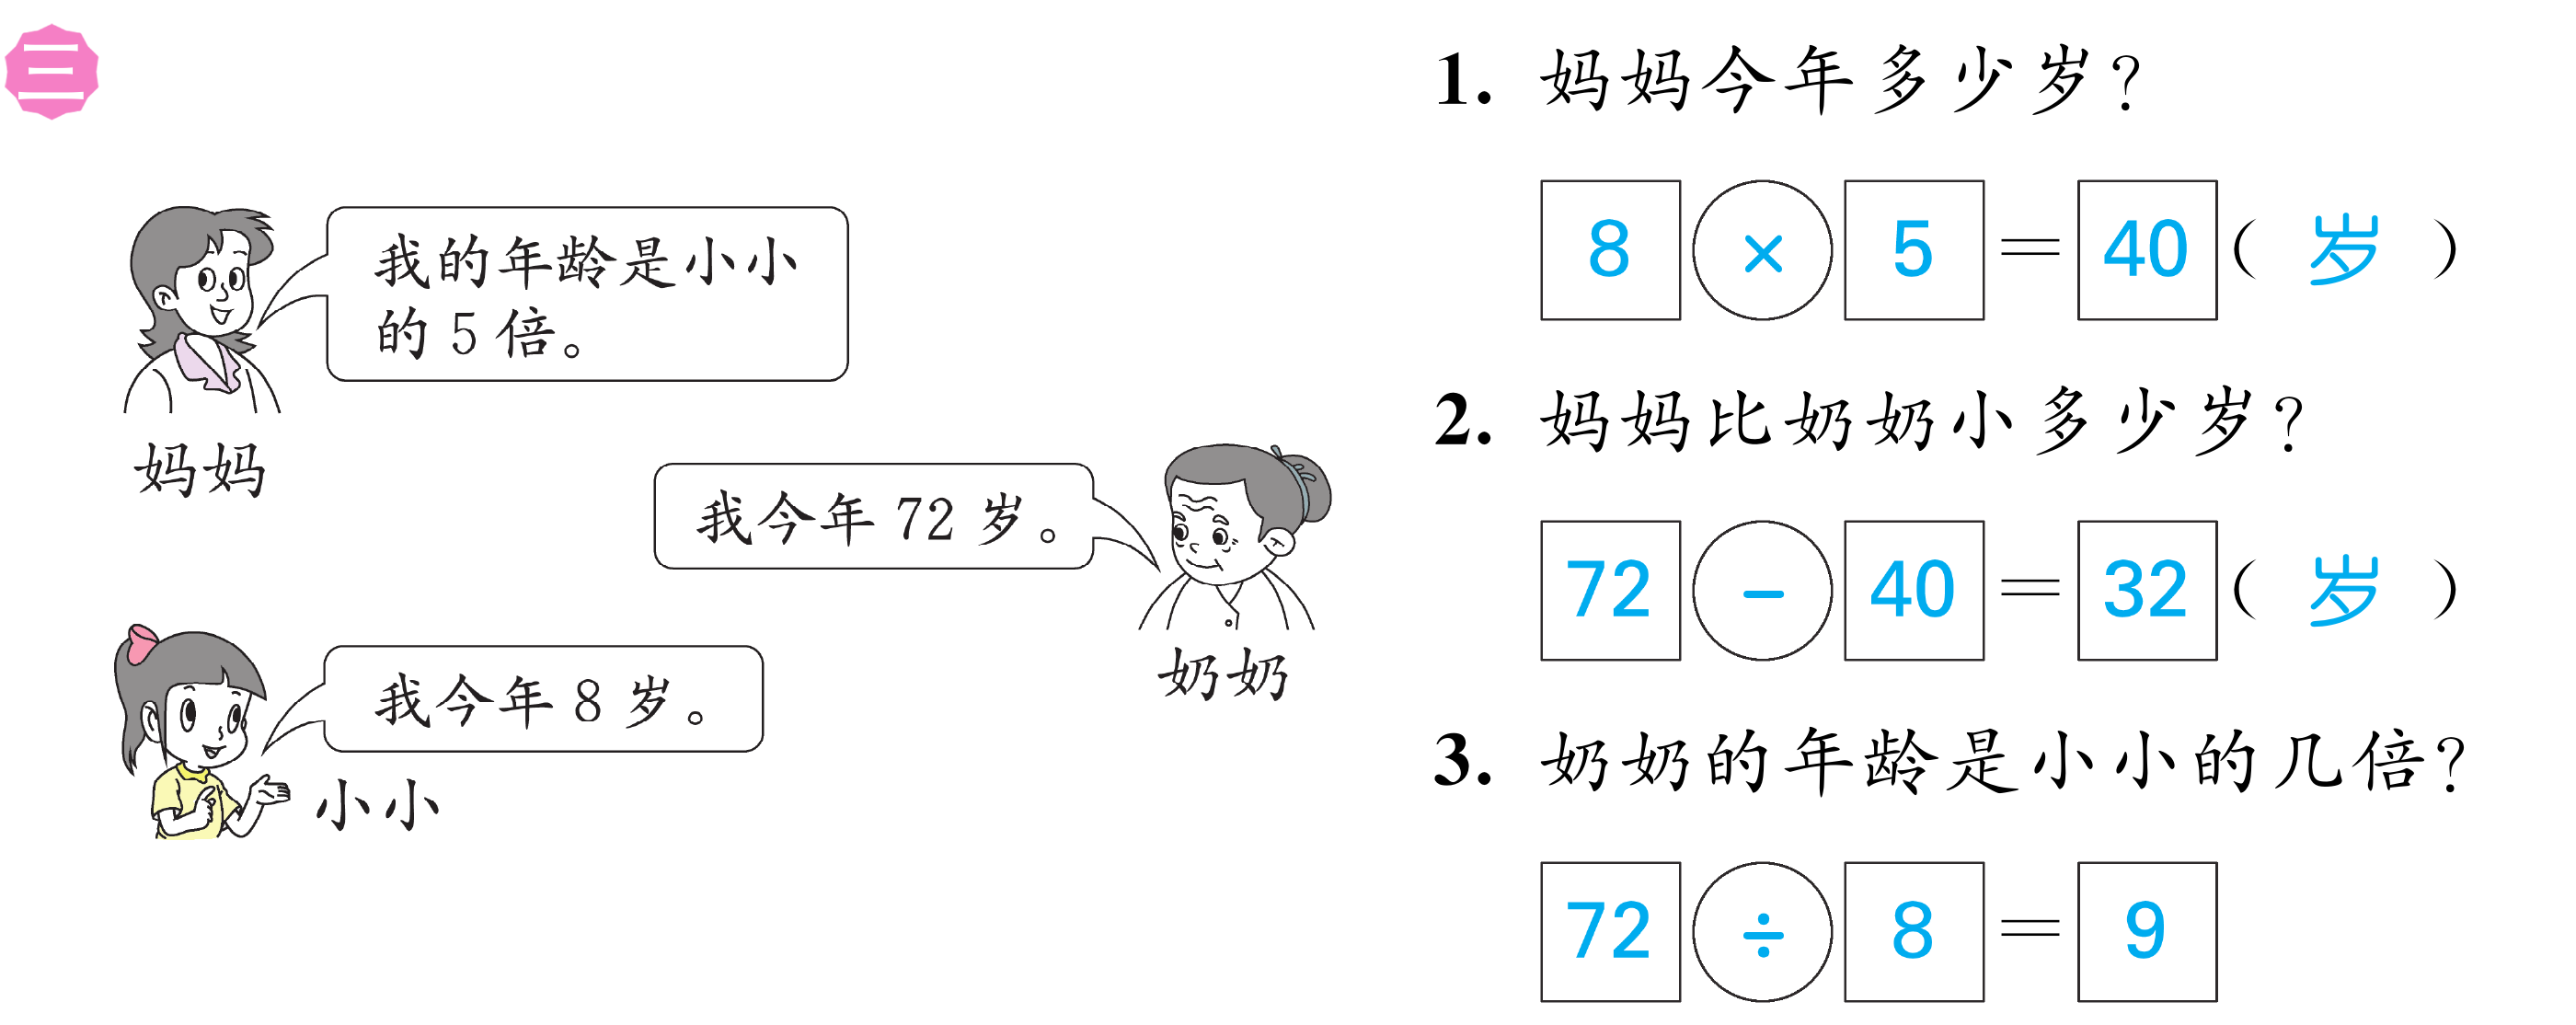 三
我的年龄是小小
的 5 倍。
妈妈
我今年 72 岁。
奶奶
我今年 8 岁。
小小
1. 妈妈今年多少岁?
8 × 5 = 40 ( 岁 )
2. 妈妈比奶奶小多少岁?
72 − 40 = 32 ( 岁 )
3. 奶奶的年龄是小小的几倍?
72 ÷ 8 = 9